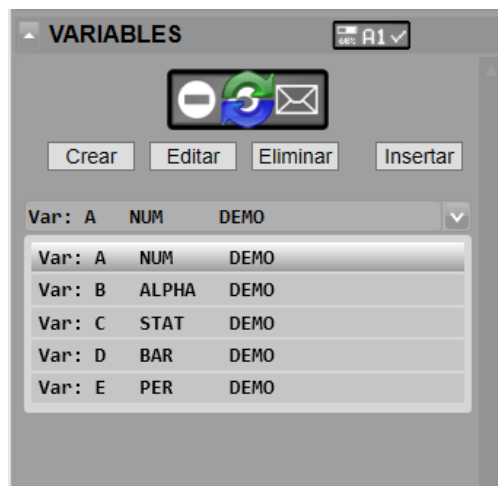 VARIABLES
60% A1✓
Crear Editar Eliminar Insertar
Var: A NUM DEMO
Var: A NUM DEMO
Var: B ALPHA DEMO
Var: C STAT DEMO
Var: D BAR DEMO
Var: E PER DEMO